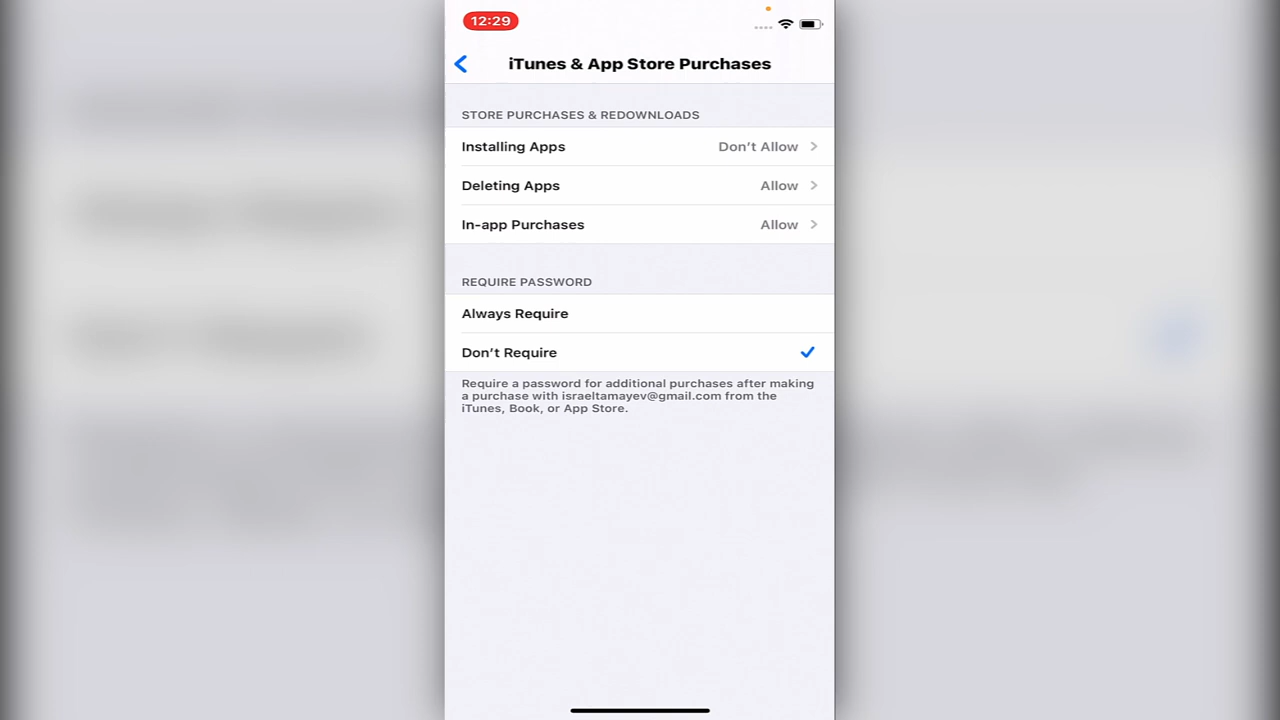 12:29
iTunes & App Store Purchases
STORE PURCHASES & REDOWNLOADS
Installing Apps Don't Allow
Deleting Apps Allow
In-app Purchases Allow
REQUIRE PASSWORD
Always Require
Don't Require
Require a password for additional purchases after making
a purchase with israeltamayev@gmail.com from the
iTunes, Book, or App Store.